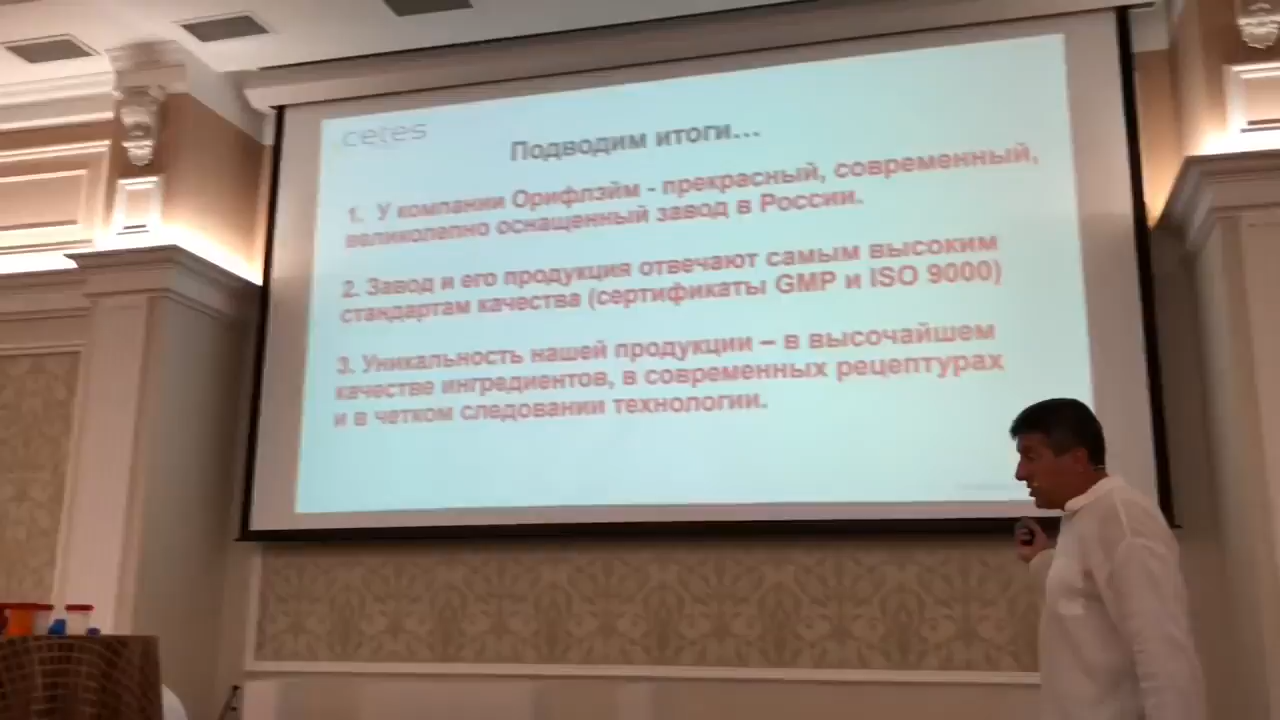 cetes
Подводим итоги...
1. У компании Орифлэйм - прекрасный, современный,
великолепно оснащенный завод в России.
2. Завод и его продукция отвечают самым высоким
стандартам качества (сертификаты GMP и ISO 9000)
3. Уникальность нашей продукции – в высочайшем
качестве ингредиентов, в современных рецептурах
и в четком следовании технологии.